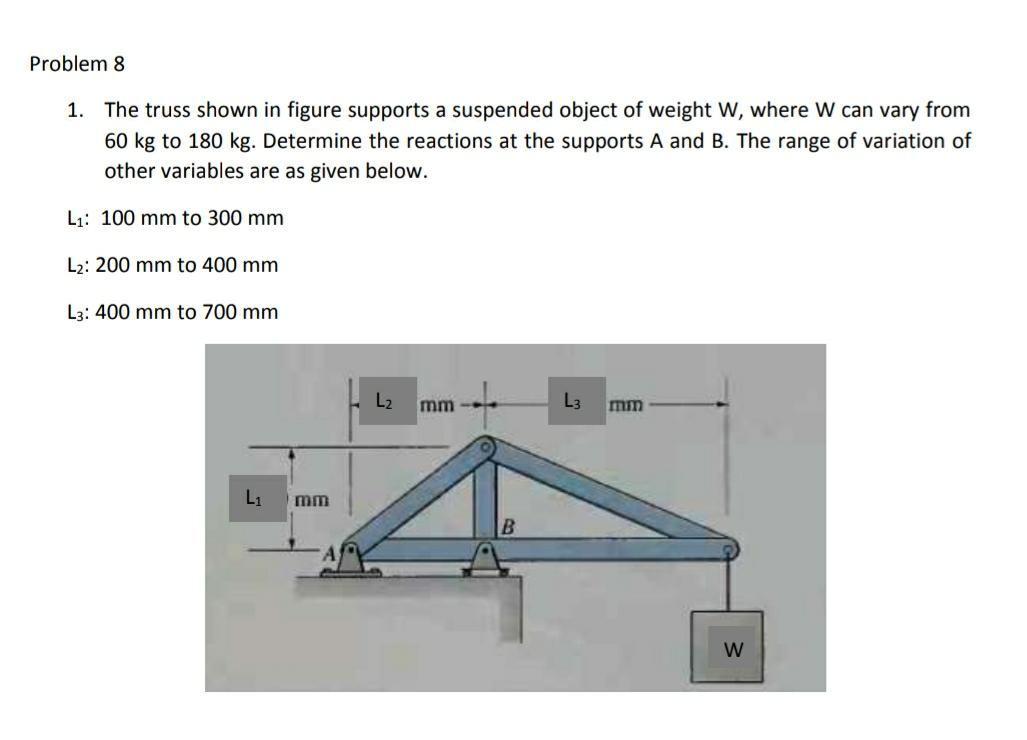 Problem 8
1. The truss shown in figure supports a suspended object of weight W, where W can vary from
60 kg to 180 kg. Determine the reactions at the supports A and B. The range of variation of
other variables are as given below.
L₁: 100 mm to 300 mm
L₂: 200 mm to 400 mm
L₃: 400 mm to 700 mm
L₂ mm L₃ mm
L₁ mm
B
A
W